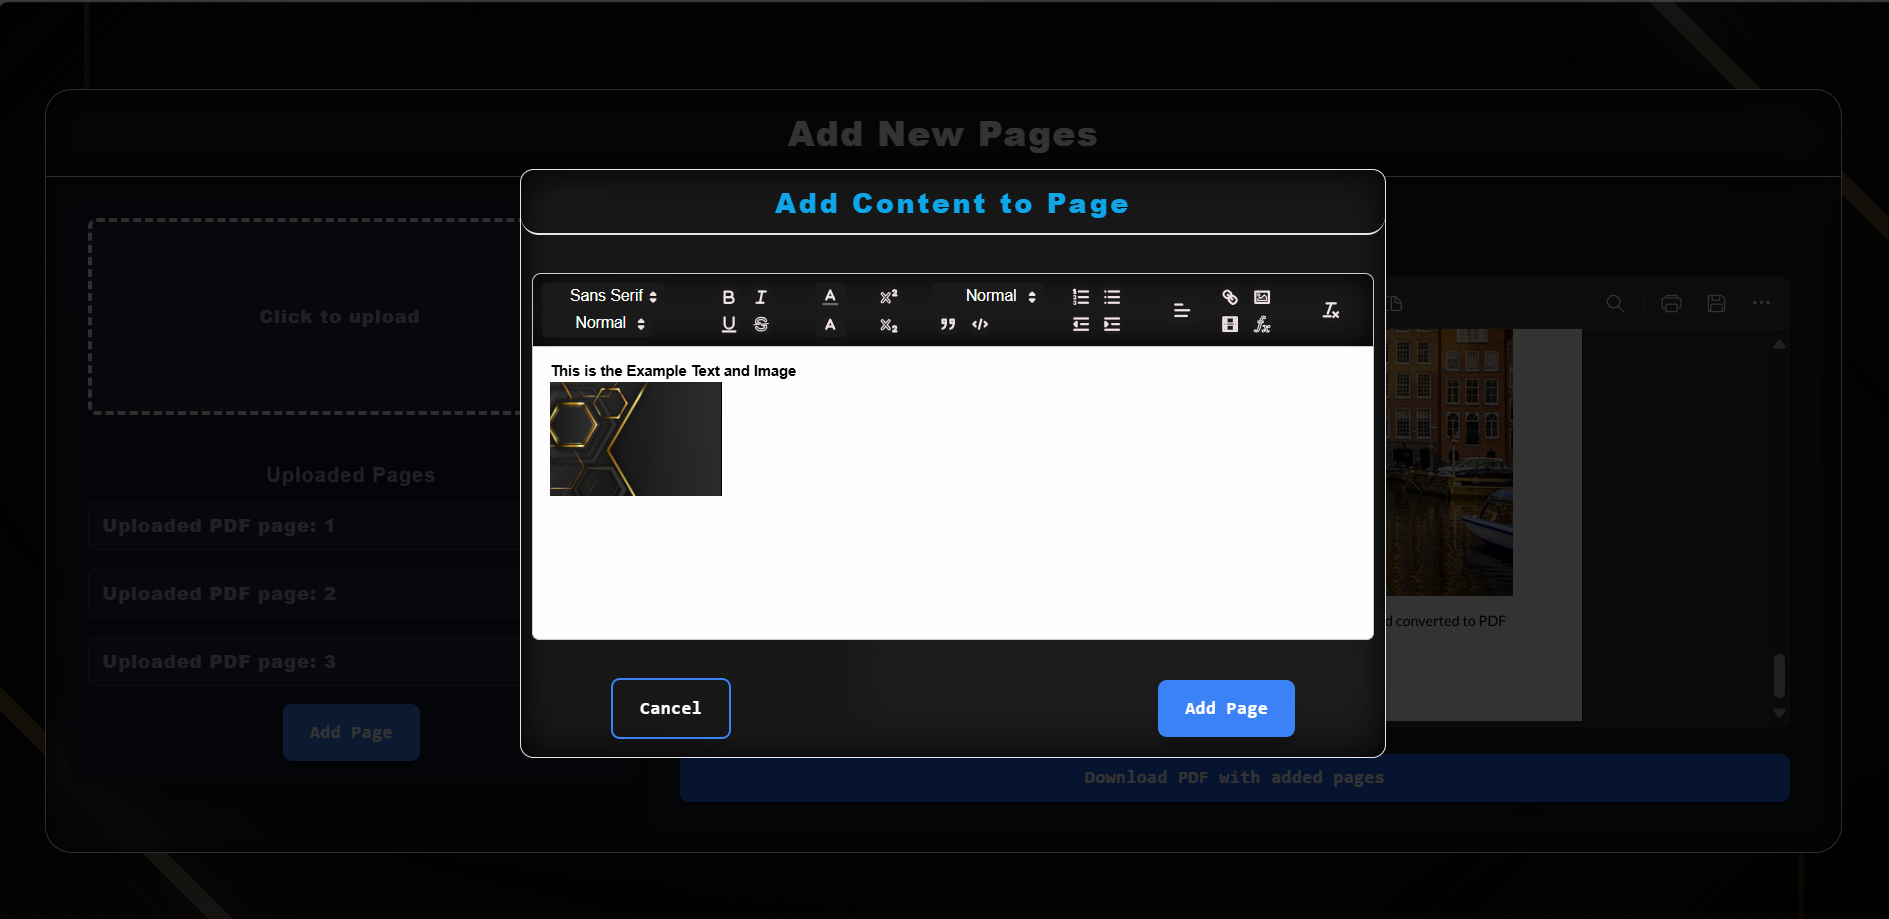 Add New Pages
Add Content to Page
Click to upload
Sans Serif
Normal
Normal
This is the Example Text and Image
Uploaded Pages
Uploaded PDF page: 1
Uploaded PDF page: 2
Uploaded PDF page: 3
d converted to PDF
Cancel
Add Page
Add Page
Download PDF with added pages